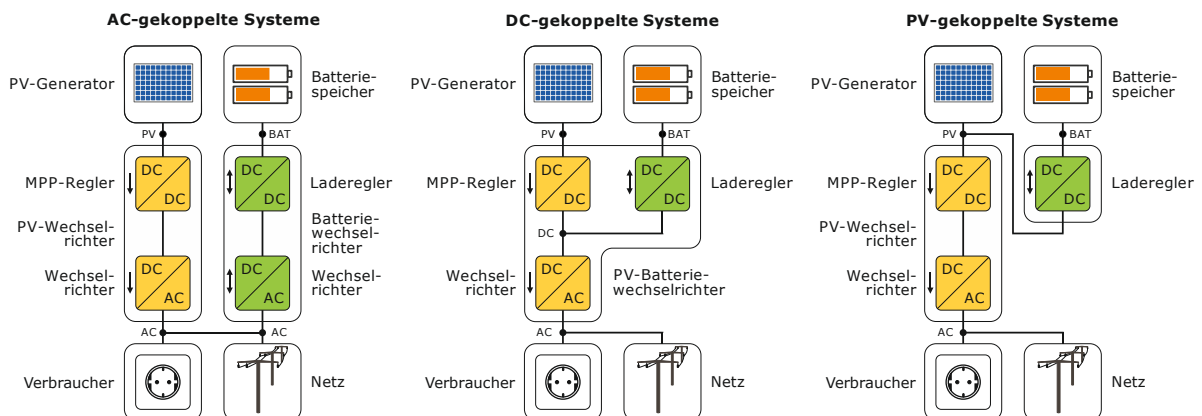 AC-gekoppelte Systeme
PV-Generator
Batterie-
speicher
PV
BAT
MPP-Regler
DC
DC
DC
DC
Laderegler
PV-Wechsel-
richter
Batterie-
wechsel-
richter
Wechsel-
richter
DC
AC
DC
AC
Wechsel-
richter
AC
AC
Verbraucher
Netz
DC-gekoppelte Systeme
PV-Generator
Batterie-
speicher
PV
BAT
MPP-Regler
DC
DC
DC
DC
Laderegler
DC
Wechsel-
richter
DC
AC
PV-Batterie-
wechselrichter
AC
Verbraucher
Netz
PV-gekoppelte Systeme
PV-Generator
Batterie-
speicher
PV
BAT
MPP-Regler
DC
DC
DC
DC
Laderegler
PV-Wechsel-
richter
Wechsel-
richter
DC
AC
AC
Verbraucher
Netz